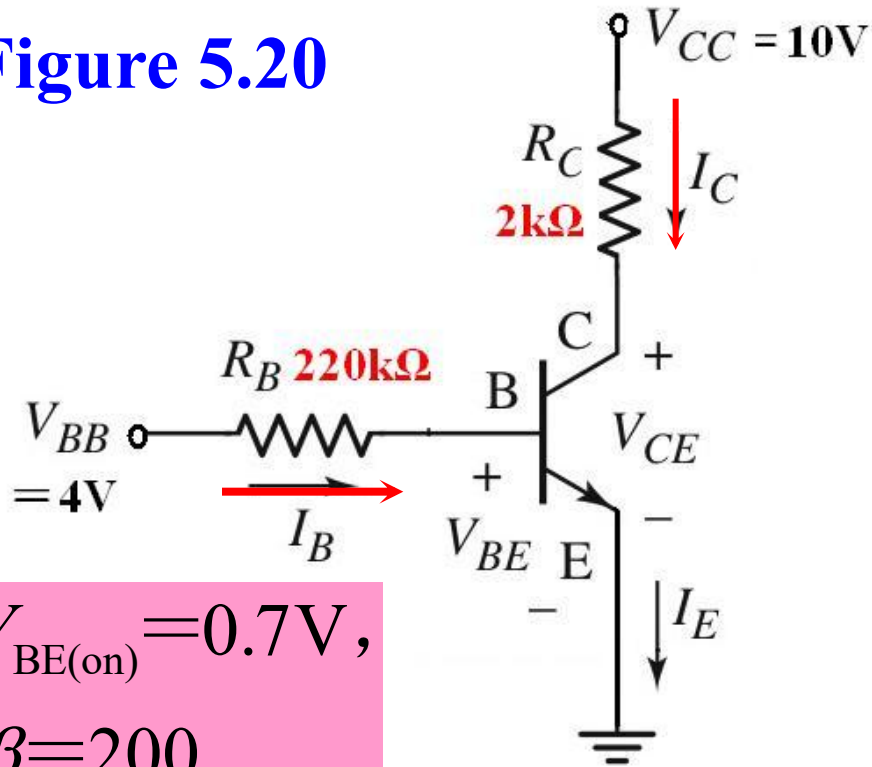 Figure 5.20
V_CC = 10V
R_C
I_C
2kΩ
C
+
R_B 220kΩ
B
V_BB
V_CE
= 4V
+
−
I_B
V_BE E
−
I_E
V_BE(on)=0.7V，
β=200